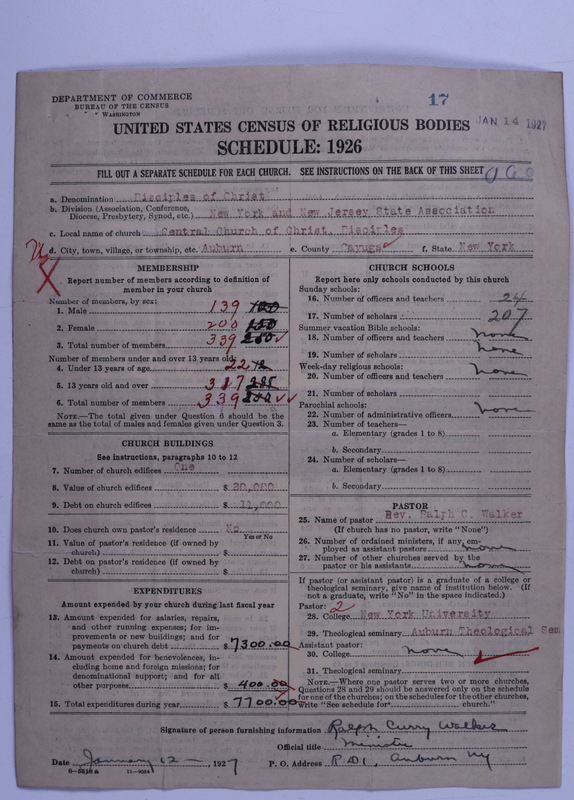 DEPARTMENT OF COMMERCE
BUREAU OF THE CENSUS
WASHINGTON
17
JAN 14 1927
UNITED STATES CENSUS OF RELIGIOUS BODIES
SCHEDULE: 1926
FILL OUT A SEPARATE SCHEDULE FOR EACH CHURCH. SEE INSTRUCTIONS ON THE BACK OF THIS SHEET
a. Denomination Disciples of Christ
b. Division (Association, Conference, Diocese, Presbytery, Synod, etc.) New York and New Jersey State Association
c. Local name of church Central Church of Christ, Disciples
d. City, town, village, or township, etc. Auburn e. County Cayuga f. State New York
MEMBERSHIP
Report number of members according to definition of
member in your church
Number of members, by sex:
1. Male 139
2. Female 200
3. Total number of members 339
Number of members under and over 13 years old:
4. Under 13 years of age 22
5. 13 years old and over 317
6. Total number of members 339
NOTE.—The total given under Question 6 should be the
same as the total of males and females given under Question 3.
CHURCH BUILDINGS
See instructions, paragraphs 10 to 12
7. Number of church edifices One
8. Value of church edifices $ 20,000
9. Debt on church edifices $ 11,000
10. Does church own pastor's residence No
Yes or No
11. Value of pastor's residence (if owned by
church) $
12. Debt on pastor's residence (if owned by
church) $
EXPENDITURES
Amount expended by your church during last fiscal year
13. Amount expended for salaries, repairs,
and other running expenses; for im-
provements or new buildings; and for
payments on church debt $ 7300.00
14. Amount expended for benevolences, in-
cluding home and foreign missions; for
denominational support; and for all
other purposes $ 400.00
15. Total expenditures during year $ 7700.00
CHURCH SCHOOLS
Report here only schools conducted by this church
Sunday schools:
16. Number of officers and teachers 24
17. Number of scholars 207
Summer vacation Bible schools:
18. Number of officers and teachers none
19. Number of scholars none
Week-day religious schools:
20. Number of officers and teachers none
21. Number of scholars
Parochial schools:
22. Number of administrative officers none
23. Number of teachers—
a. Elementary (grades 1 to 8)
b. Secondary
24. Number of scholars—
a. Elementary (grades 1 to 8)
b. Secondary
PASTOR
25. Name of pastor Rev. Ralph C. Walker
(If church has no pastor, write "None")
26. Number of ordained ministers, if any, em-
ployed as assistant pastors none
27. Number of other churches served by the
pastor or his assistants none
If pastor (or assistant pastor) is a graduate of a college or
theological seminary, give name of institution below. (If
not a graduate, write "No" in the space indicated.)
Pastor: 2
28. College New York University
29. Theological seminary Auburn Theological Sem
Assistant pastor:
30. College none
31. Theological seminary
NOTE.—Where one pastor serves two or more churches,
Questions 28 and 29 should be answered only on the schedule
for one of the churches; on the schedules for the other churches,
write "See schedule for church."
Signature of person furnishing information Ralph Curry Walker
Official title Minister
Date January 12 , 1927 P. O. Address R.D.1, Auburn NY
11—9584